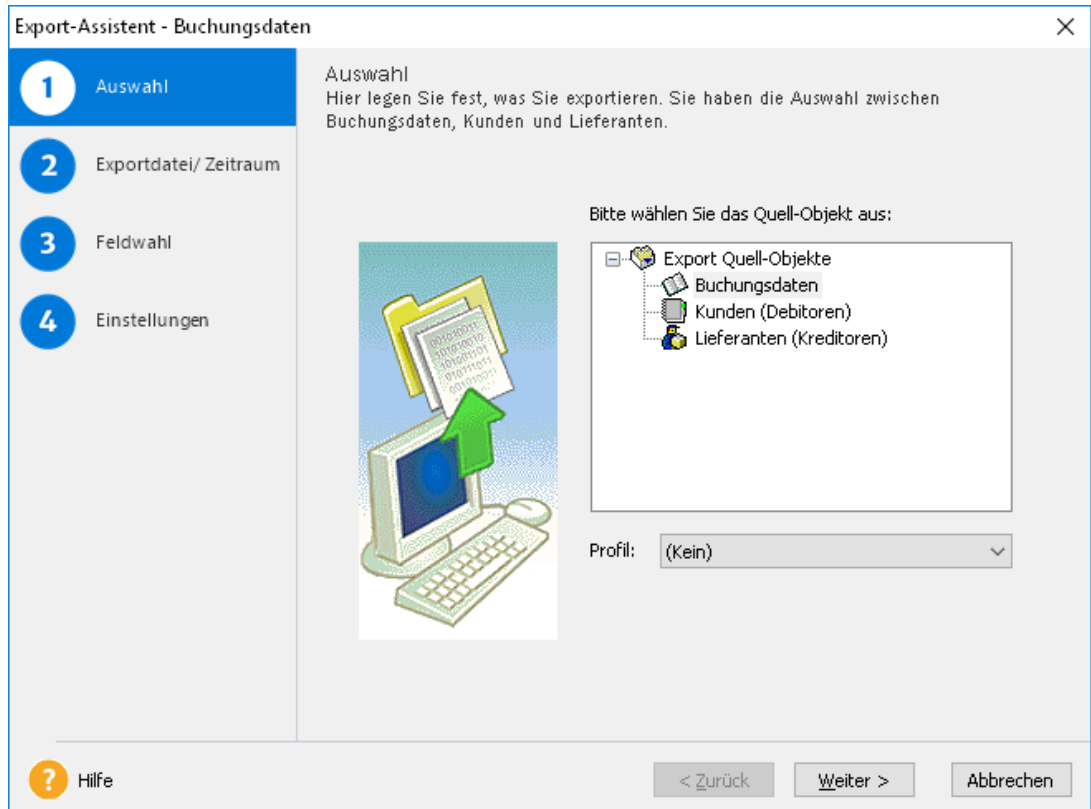 Export-Assistent - Buchungsdaten
1 Auswahl
2 Exportdatei/ Zeitraum
3 Feldwahl
4 Einstellungen
Auswahl
Hier legen Sie fest, was Sie exportieren. Sie haben die Auswahl zwischen
Buchungsdaten, Kunden und Lieferanten.
Bitte wählen Sie das Quell-Objekt aus:
Export Quell-Objekte
Buchungsdaten
Kunden (Debitoren)
Lieferanten (Kreditoren)
Profil: (Kein)
? Hilfe
< Zurück
Weiter >
Abbrechen